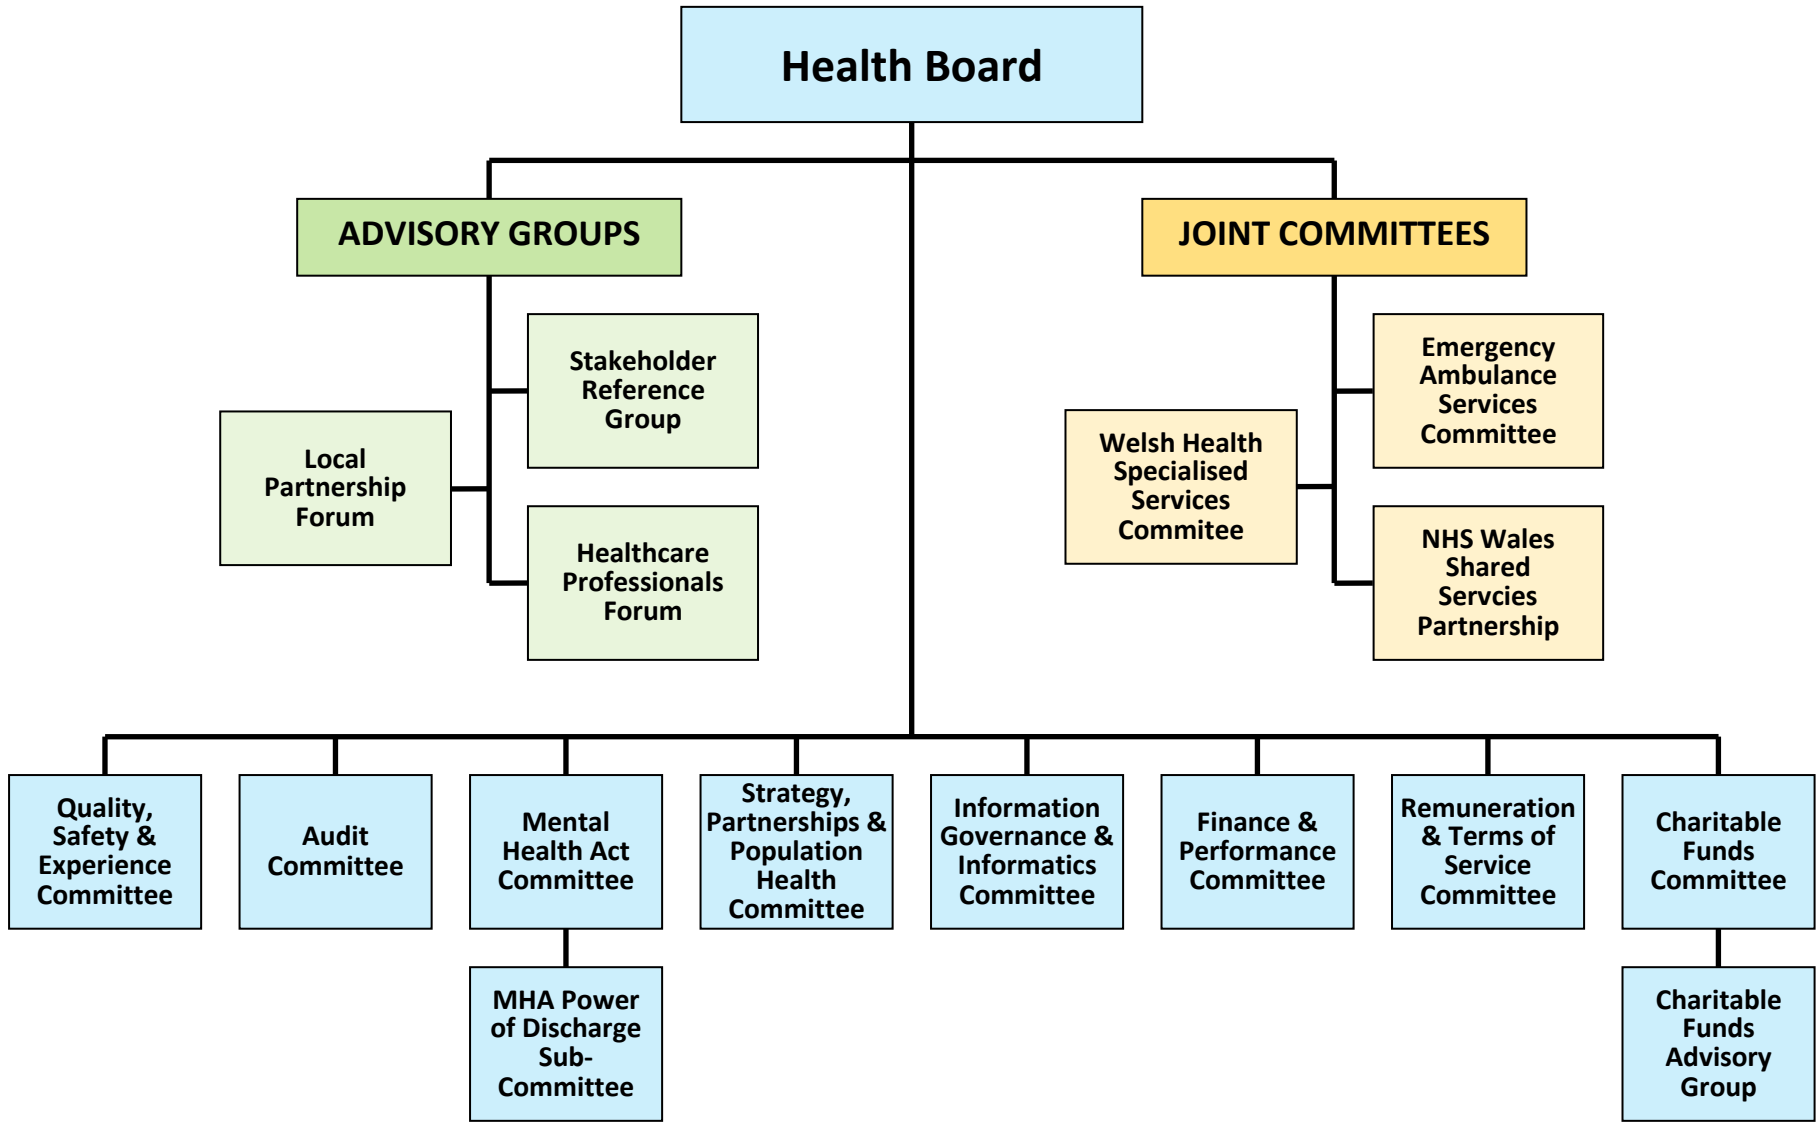 Health Board
ADVISORY GROUPS
JOINT COMMITTEES
Stakeholder
Reference
Group
Local
Partnership
Forum
Healthcare
Professionals
Forum
Emergency
Ambulance
Services
Committee
Welsh Health
Specialised
Services
Commitee
NHS Wales
Shared
Servcies
Partnership
Quality,
Safety &
Experience
Committee
Audit
Committee
Mental
Health Act
Committee
Strategy,
Partnerships &
Population
Health
Committee
Information
Governance &
Informatics
Committee
Finance &
Performance
Committee
Remuneration
& Terms of
Service
Committee
Charitable
Funds
Committee
MHA Power
of Discharge
Sub-
Committee
Charitable
Funds
Advisory
Group